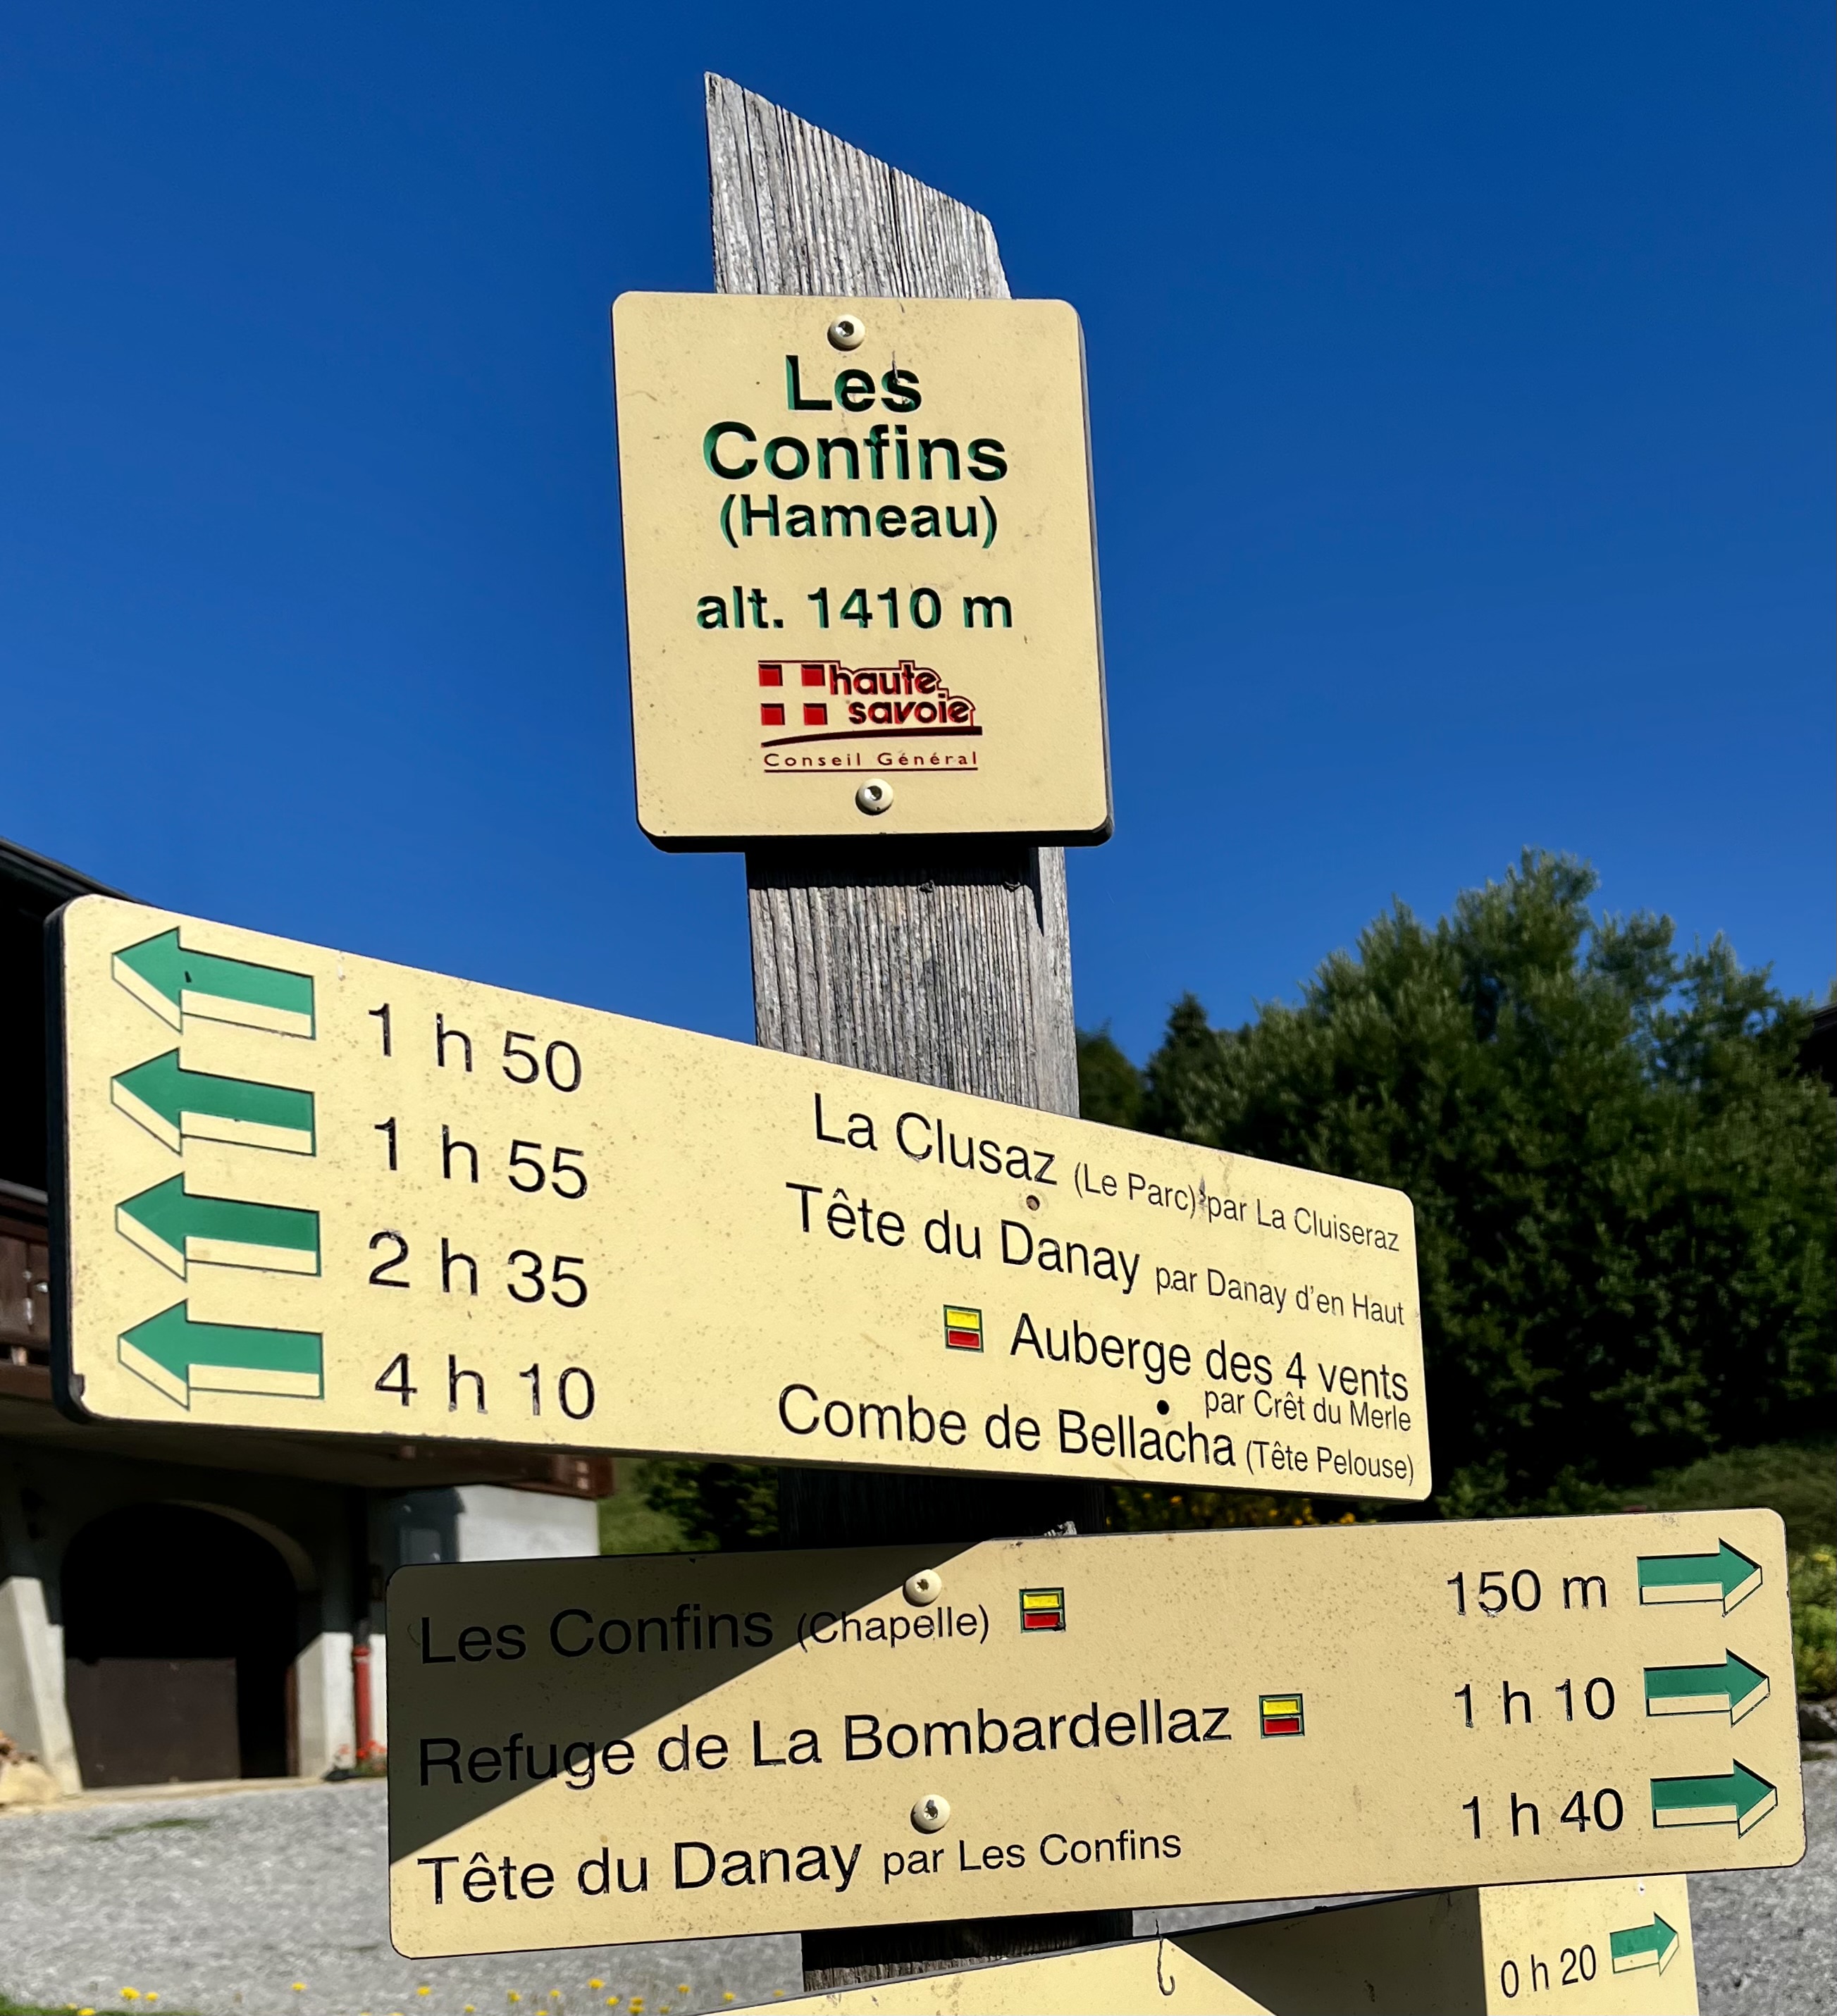 Les
Confins
(Hameau)
alt. 1410 m
haute
savoie
Conseil Général
1 h 50 La Clusaz (Le Parc) par La Cluiseraz
1 h 55 Tête du Danay par Danay d'en Haut
2 h 35 Auberge des 4 vents
par Crêt du Merle
4 h 10 Combe de Bellacha (Tête Pelouse)
Les Confins (Chapelle) 150 m
Refuge de La Bombardellaz 1 h 10
Tête du Danay par Les Confins 1 h 40
0 h 20